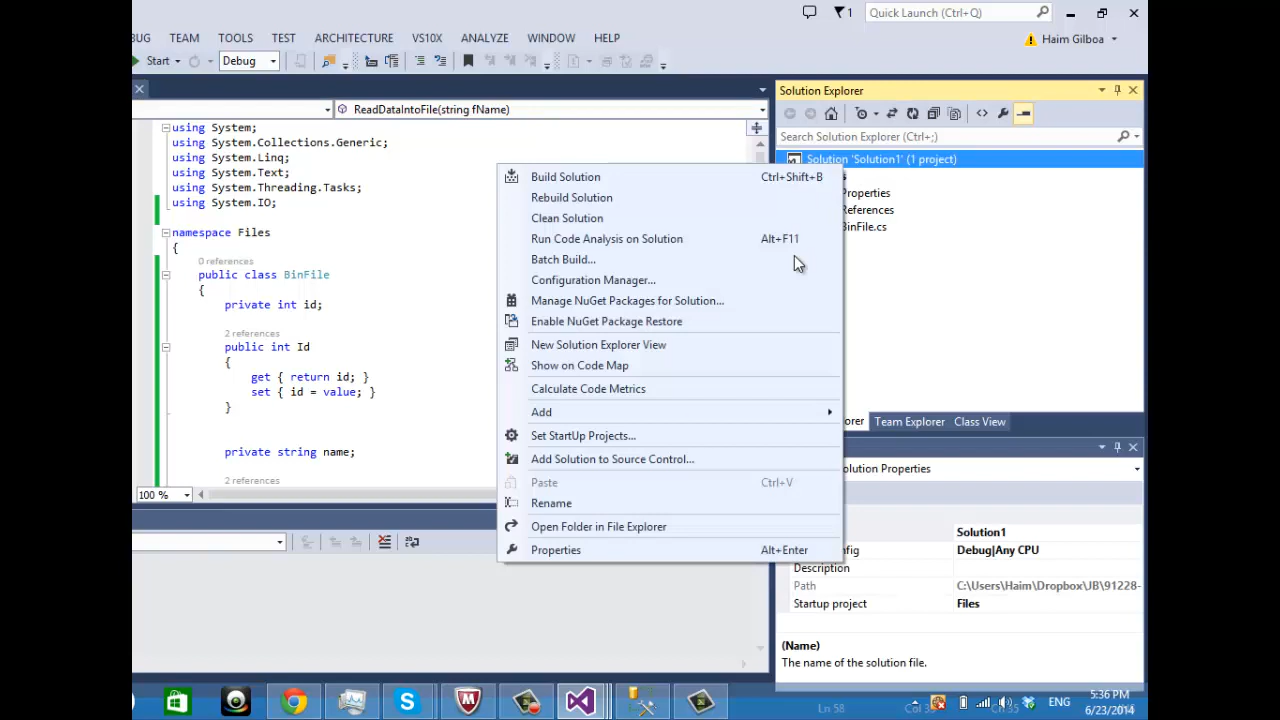 1
Quick Launch (Ctrl+Q)
BUG TEAM TOOLS TEST ARCHITECTURE VS10X ANALYZE WINDOW HELP
Haim Gilboa
Start
Debug
Solution Explorer
ReadDataIntoFile(string fName)
Search Solution Explorer (Ctrl+;)
using System;
using System.Collections.Generic;
using System.Linq;
using System.Text;
using System.Threading.Tasks;
using System.IO;
namespace Files
{
0 references
public class BinFile
{
private int id;
2 references
public int Id
{
get { return id; }
set { id = value; }
}
private string name;
2 references
100 %
Build Solution Ctrl+Shift+B
Rebuild Solution
Clean Solution
Run Code Analysis on Solution Alt+F11
Batch Build...
Configuration Manager...
Manage NuGet Packages for Solution...
Enable NuGet Package Restore
New Solution Explorer View
Show on Code Map
Calculate Code Metrics
Add
Set StartUp Projects...
Add Solution to Source Control...
Paste Ctrl+V
Rename
Open Folder in File Explorer
Properties Alt+Enter
Solution 'Solution1' (1 project)
s
roperties
References
BinFile.cs
orer Team Explorer Class View
olution Properties
Solution1
nfig Debug|Any CPU
Description
Path C:\Users\Haim\Dropbox\JB\91228-
Startup project Files
(Name)
The name of the solution file.
Ln 58
ENG
5:36 PM
6/23/2014